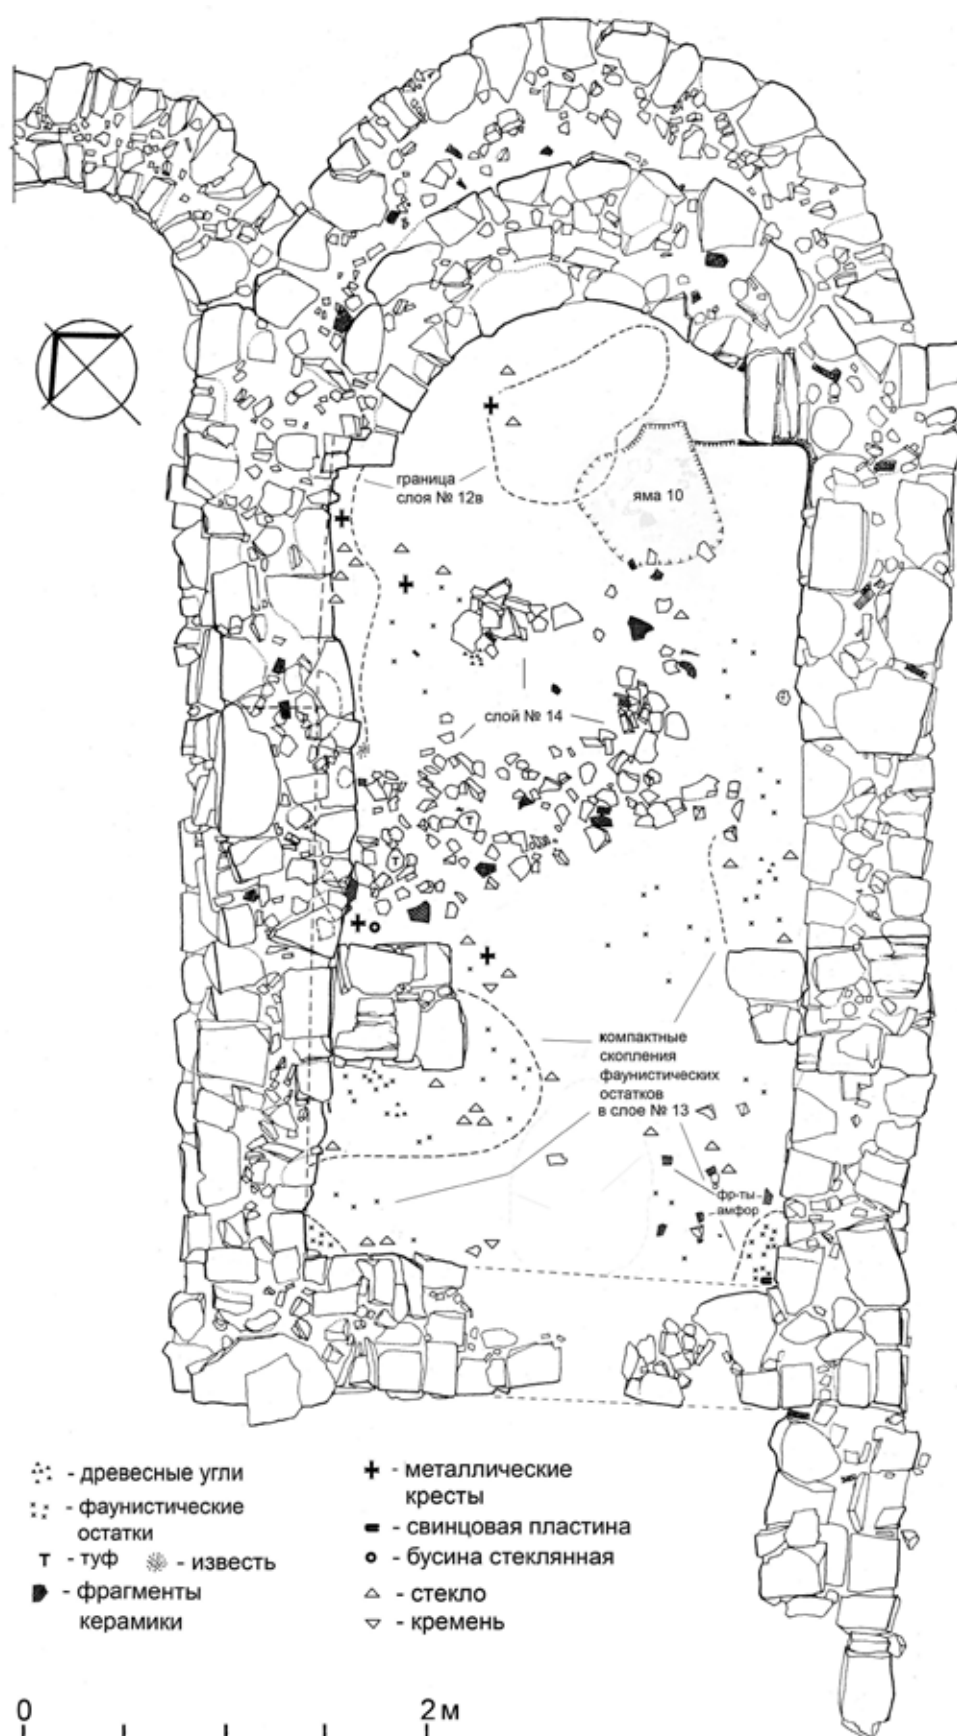 граница
слоя № 12в
яма 10
слой № 14
Т
Т
компактные
скопления
фаунистических
остатков
в слое № 13
фр-ты
амфор
- древесные угли
- фаунистические
остатки
Т - туф
- известь
- фрагменты
керамики
- металлические
кресты
- свинцовая пластина
- бусина стеклянная
- стекло
- кремень
0 2 м